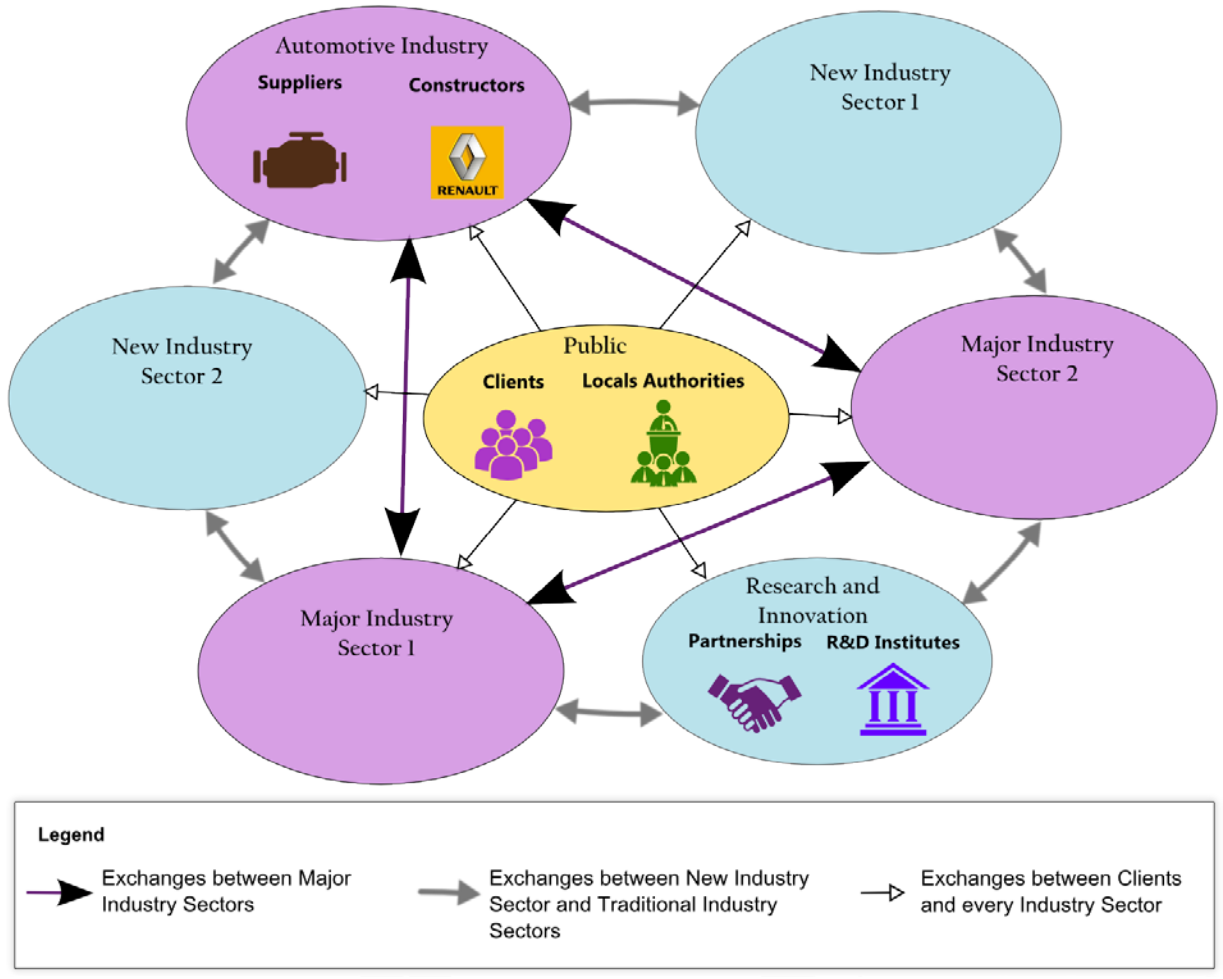 Automotive Industry
Suppliers
Constructors
RENAULT
New Industry
Sector 1
New Industry
Sector 2
Public
Clients
Locals Authorities
Major Industry
Sector 2
Major Industry
Sector 1
Research and
Innovation
Partnerships
R&D Institutes
Legend
Exchanges between Major
Industry Sectors
Exchanges between New Industry
Sector and Traditional Industry
Sectors
Exchanges between Clients
and every Industry Sector